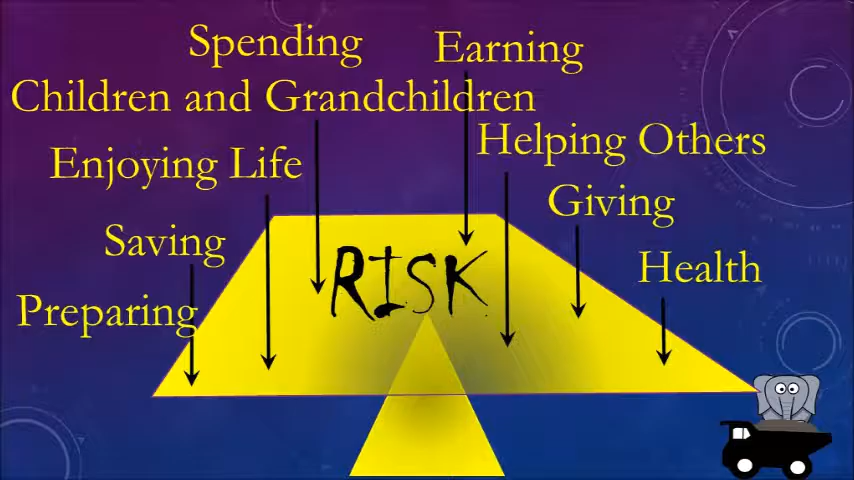 Spending
Earning
Children and Grandchildren
Helping Others
Enjoying Life
Giving
Saving
Health
Preparing
RISK